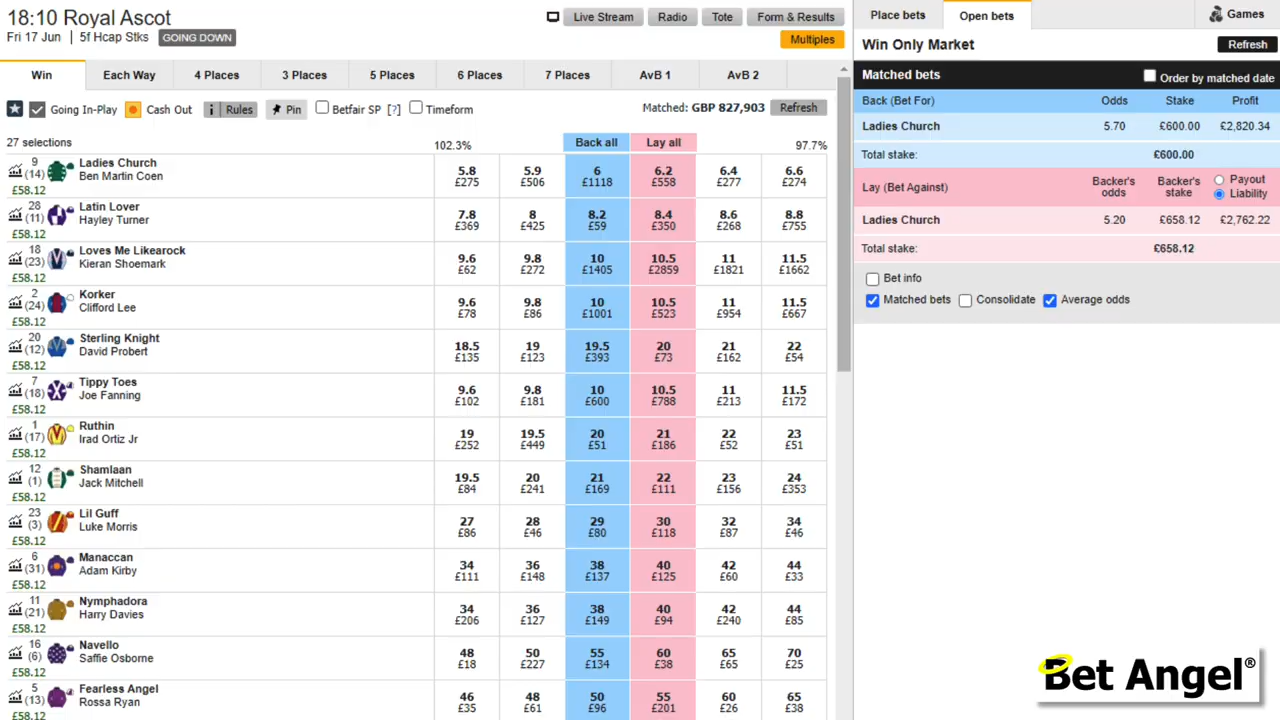 18:10 Royal Ascot
Fri 17 Jun | 5f Hcap Stks GOING DOWN
Live Stream Radio Tote Form & Results
Multiples
Win Each Way 4 Places 3 Places 5 Places 6 Places 7 Places AvB 1 AvB 2
Going In-Play Cash Out i Rules Pin Betfair SP [?] Timeform Matched: GBP 827,903 Refresh
27 selections 102.3% Back all Lay all 97.7%
9 Ladies Church 5.8 5.9 6 6.2 6.4 6.6
(14) Ben Martin Coen £275 £506 £1118 £558 £277 £274
£58.12
28 Latin Lover 7.8 8 8.2 8.4 8.6 8.8
(11) Hayley Turner £369 £425 £59 £350 £268 £755
£58.12
18 Loves Me Likearock 9.6 9.8 10 10.5 11 11.5
(23) Kieran Shoemark £62 £272 £1405 £2859 £1821 £1662
£58.12
2 Korker 9.6 9.8 10 10.5 11 11.5
(24) Clifford Lee £78 £86 £1001 £523 £954 £667
£58.12
20 Sterling Knight 18.5 19 19.5 20 21 22
(12) David Probert £135 £123 £393 £73 £162 £54
£58.12
7 Tippy Toes 9.6 9.8 10 10.5 11 11.5
(18) Joe Fanning £102 £181 £600 £788 £213 £172
£58.12
1 Ruthin 19 19.5 20 21 22 23
(17) Irad Ortiz Jr £252 £449 £51 £186 £52 £51
£58.12
12 Shamlaan 19.5 20 21 22 23 24
(1) Jack Mitchell £84 £241 £169 £111 £156 £353
£58.12
23 Lil Guff 27 28 29 30 32 34
(3) Luke Morris £86 £46 £80 £118 £87 £46
£58.12
6 Manaccan 34 36 38 40 42 44
(31) Adam Kirby £111 £148 £137 £125 £60 £33
£58.12
11 Nymphadora 34 36 38 40 42 44
(21) Harry Davies £206 £127 £149 £94 £240 £85
£58.12
16 Navello 48 50 55 60 65 70
(6) Saffie Osborne £18 £227 £134 £38 £65 £25
£58.12
5 Fearless Angel 46 48 50 55 60 65
(13) Rossa Ryan £35 £61 £96 £201 £26 £38
£58.12
Place bets Open bets Games
Win Only Market Refresh
Matched bets Order by matched date
Back (Bet For) Odds Stake Profit
Ladies Church 5.70 £600.00 £2,820.34
Total stake: £600.00
Lay (Bet Against) Backer's odds Backer's stake Payout Liability
Ladies Church 5.20 £658.12 £2,762.22
Total stake: £658.12
Bet info
Matched bets Consolidate Average odds
Bet Angel®